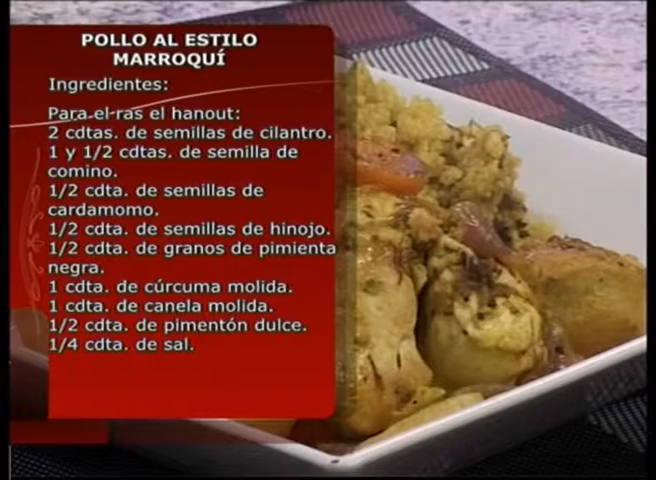 POLLO AL ESTILO
MARROQUÍ
Ingredientes:
Para el ras el hanout:
2 cdtas. de semillas de cilantro.
1 y 1/2 cdtas. de semilla de
comino.
1/2 cdta. de semillas de
cardamomo.
1/2 cdta. de semillas de hinojo.
1/2 cdta. de granos de pimienta
negra.
1 cdta. de cúrcuma molida.
1 cdta. de canela molida.
1/2 cdta. de pimentón dulce.
1/4 cdta. de sal.